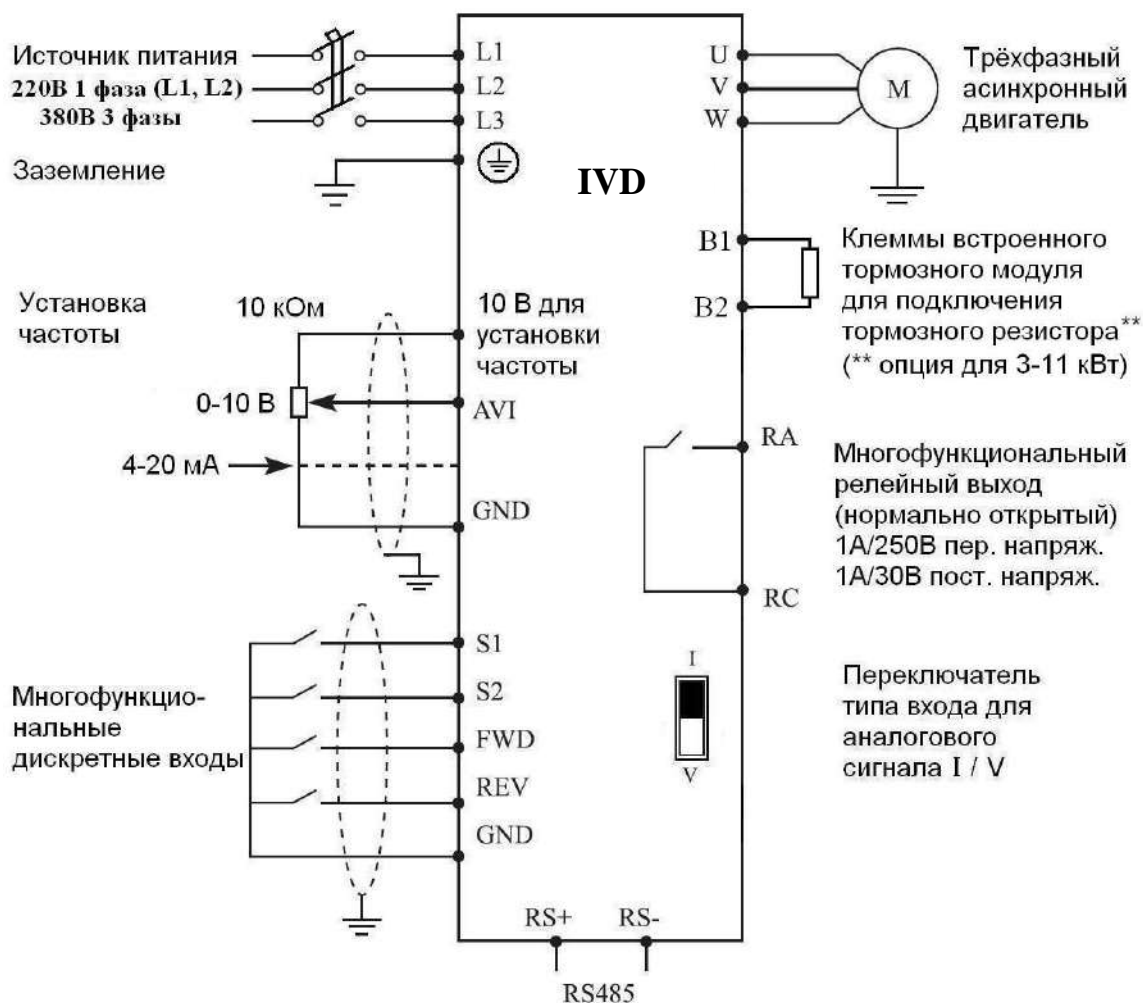 Источник питания
220В 1 фаза (L1, L2)
380В 3 фазы
Заземление
L1
L2
L3
IVD
U
V
W
M
Трёхфазный
асинхронный
двигатель
B1
B2
Клеммы встроенного
тормозного модуля
для подключения
тормозного резистора**
(** опция для 3-11 кВт)
Установка
частоты
10 кОм
0-10 В
4-20 мА
10 В для
установки
частоты
AVI
GND
RA
RC
Многофункциональный
релейный выход
(нормально открытый)
1А/250В пер. напряж.
1А/30В пост. напряж.
Многофункцио-
нальные
дискретные входы
S1
S2
FWD
REV
GND
I
V
Переключатель
типа входа для
аналогового
сигнала I / V
RS+
RS-
RS485